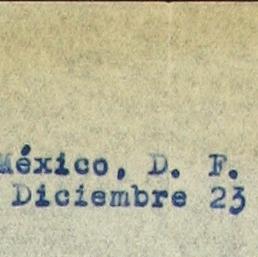 México, D. F.
Diciembre 23